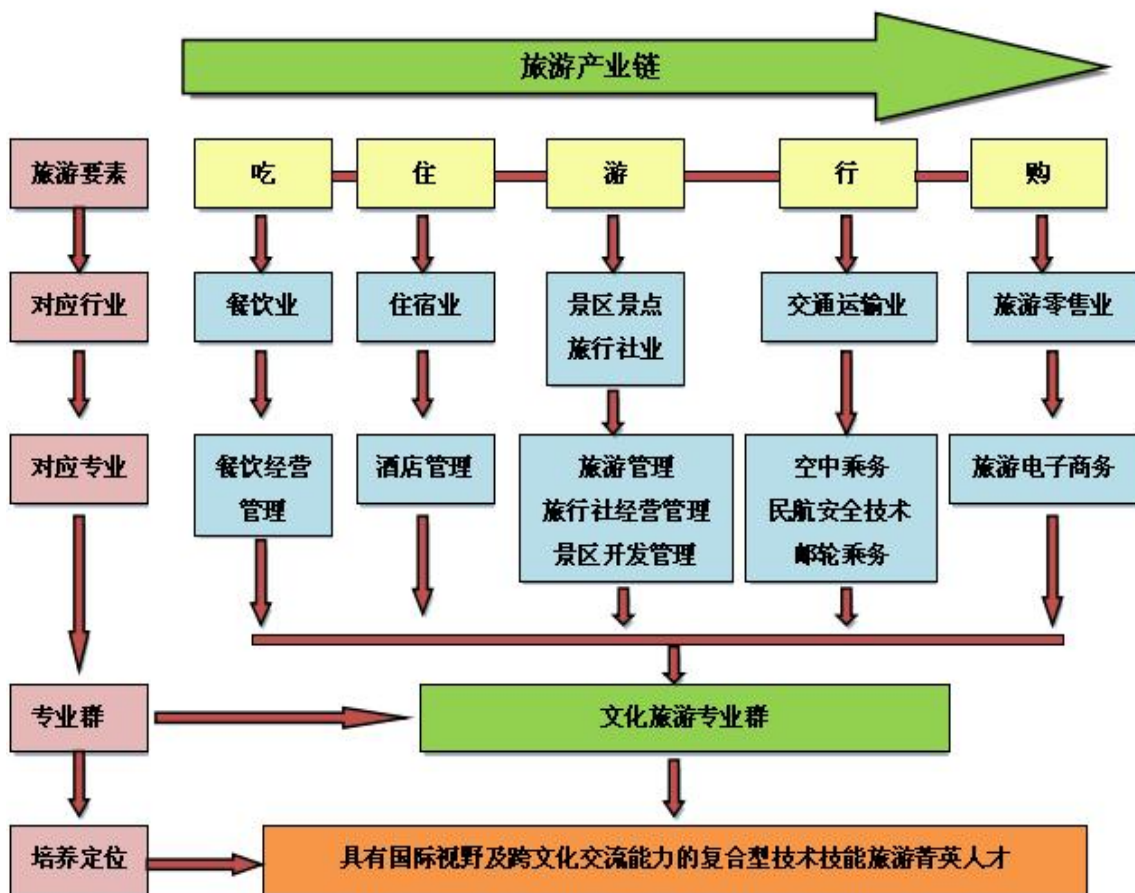 旅游产业链
旅游要素
吃
住
游
行
购
对应行业
餐饮业
住宿业
景区景点
旅行社业
交通运输业
旅游零售业
对应专业
餐饮经营
管理
酒店管理
旅游管理
旅行社经营管理
景区开发管理
空中乘务
民航安全技术
邮轮乘务
旅游电子商务
专业群
文化旅游专业群
培养定位
具有国际视野及跨文化交流能力的复合型技术技能旅游菁英人才